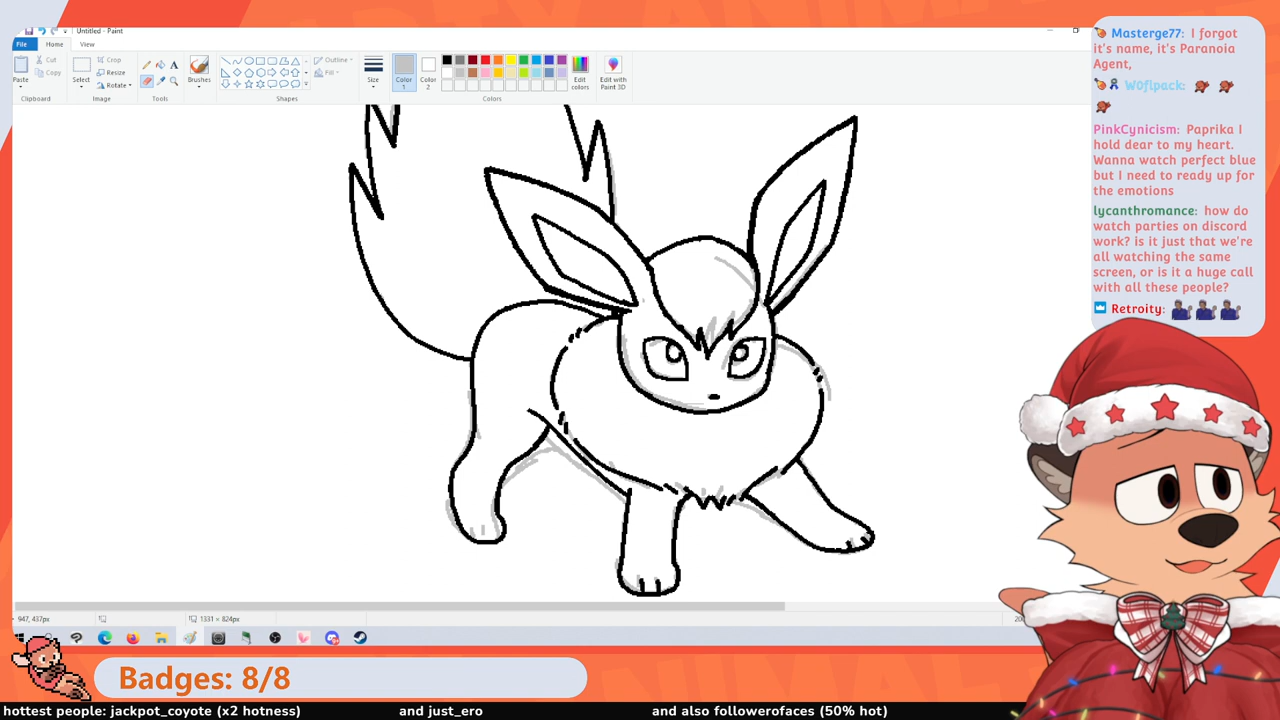 Untitled - Paint
File Home View
Paste
Cut
Copy
Clipboard
Select
Crop
Resize
Rotate
Image
Tools
Brushes
Outline
Fill
Shapes
Size
Color 1
Color 2
Colors
Edit colors
Edit with Paint 3D
947, 437px
1331 × 824px
Masterge77: I forgot
it's name, it's Paranoia
Agent,
W0flpack:
PinkCynicism: Paprika I
hold dear to my heart.
Wanna watch perfect blue
but I need to ready up for
the emotions
lycanthromance: how do
watch parties on discord
work? is it just that we're
all watching the same
screen, or is it a huge call
with all these people?
Retroity:
Badges: 8/8
hottest people: jackpot_coyote (x2 hotness) and just_ero and also followerofaces (50% hot)